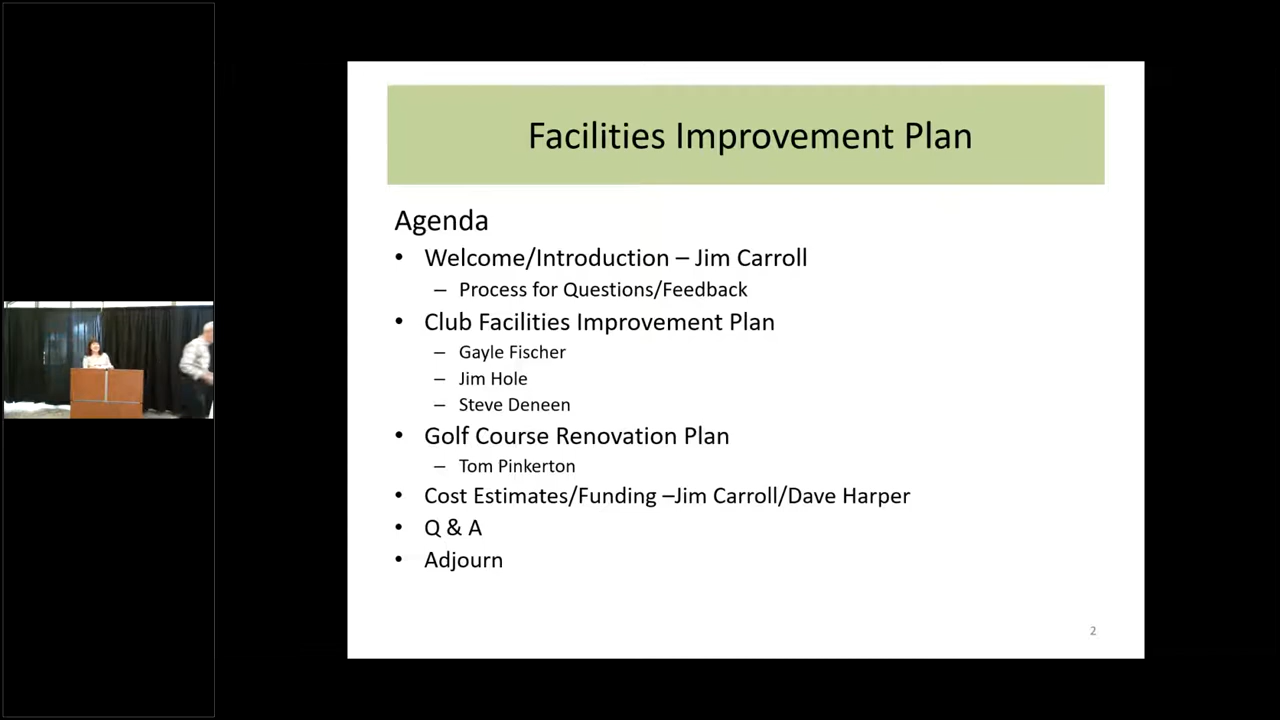 Facilities Improvement Plan
Agenda
• Welcome/Introduction – Jim Carroll
– Process for Questions/Feedback
• Club Facilities Improvement Plan
– Gayle Fischer
– Jim Hole
– Steve Deneen
• Golf Course Renovation Plan
– Tom Pinkerton
• Cost Estimates/Funding –Jim Carroll/Dave Harper
• Q & A
• Adjourn
2